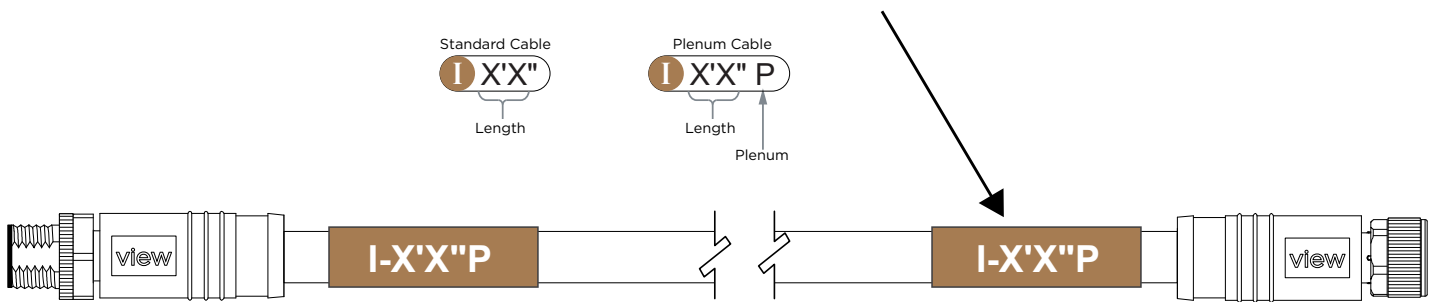 Standard Cable
Plenum Cable
I X'X"
I X'X" P
Length
Length
Plenum
view
I-X'X"P
I-X'X"P
view